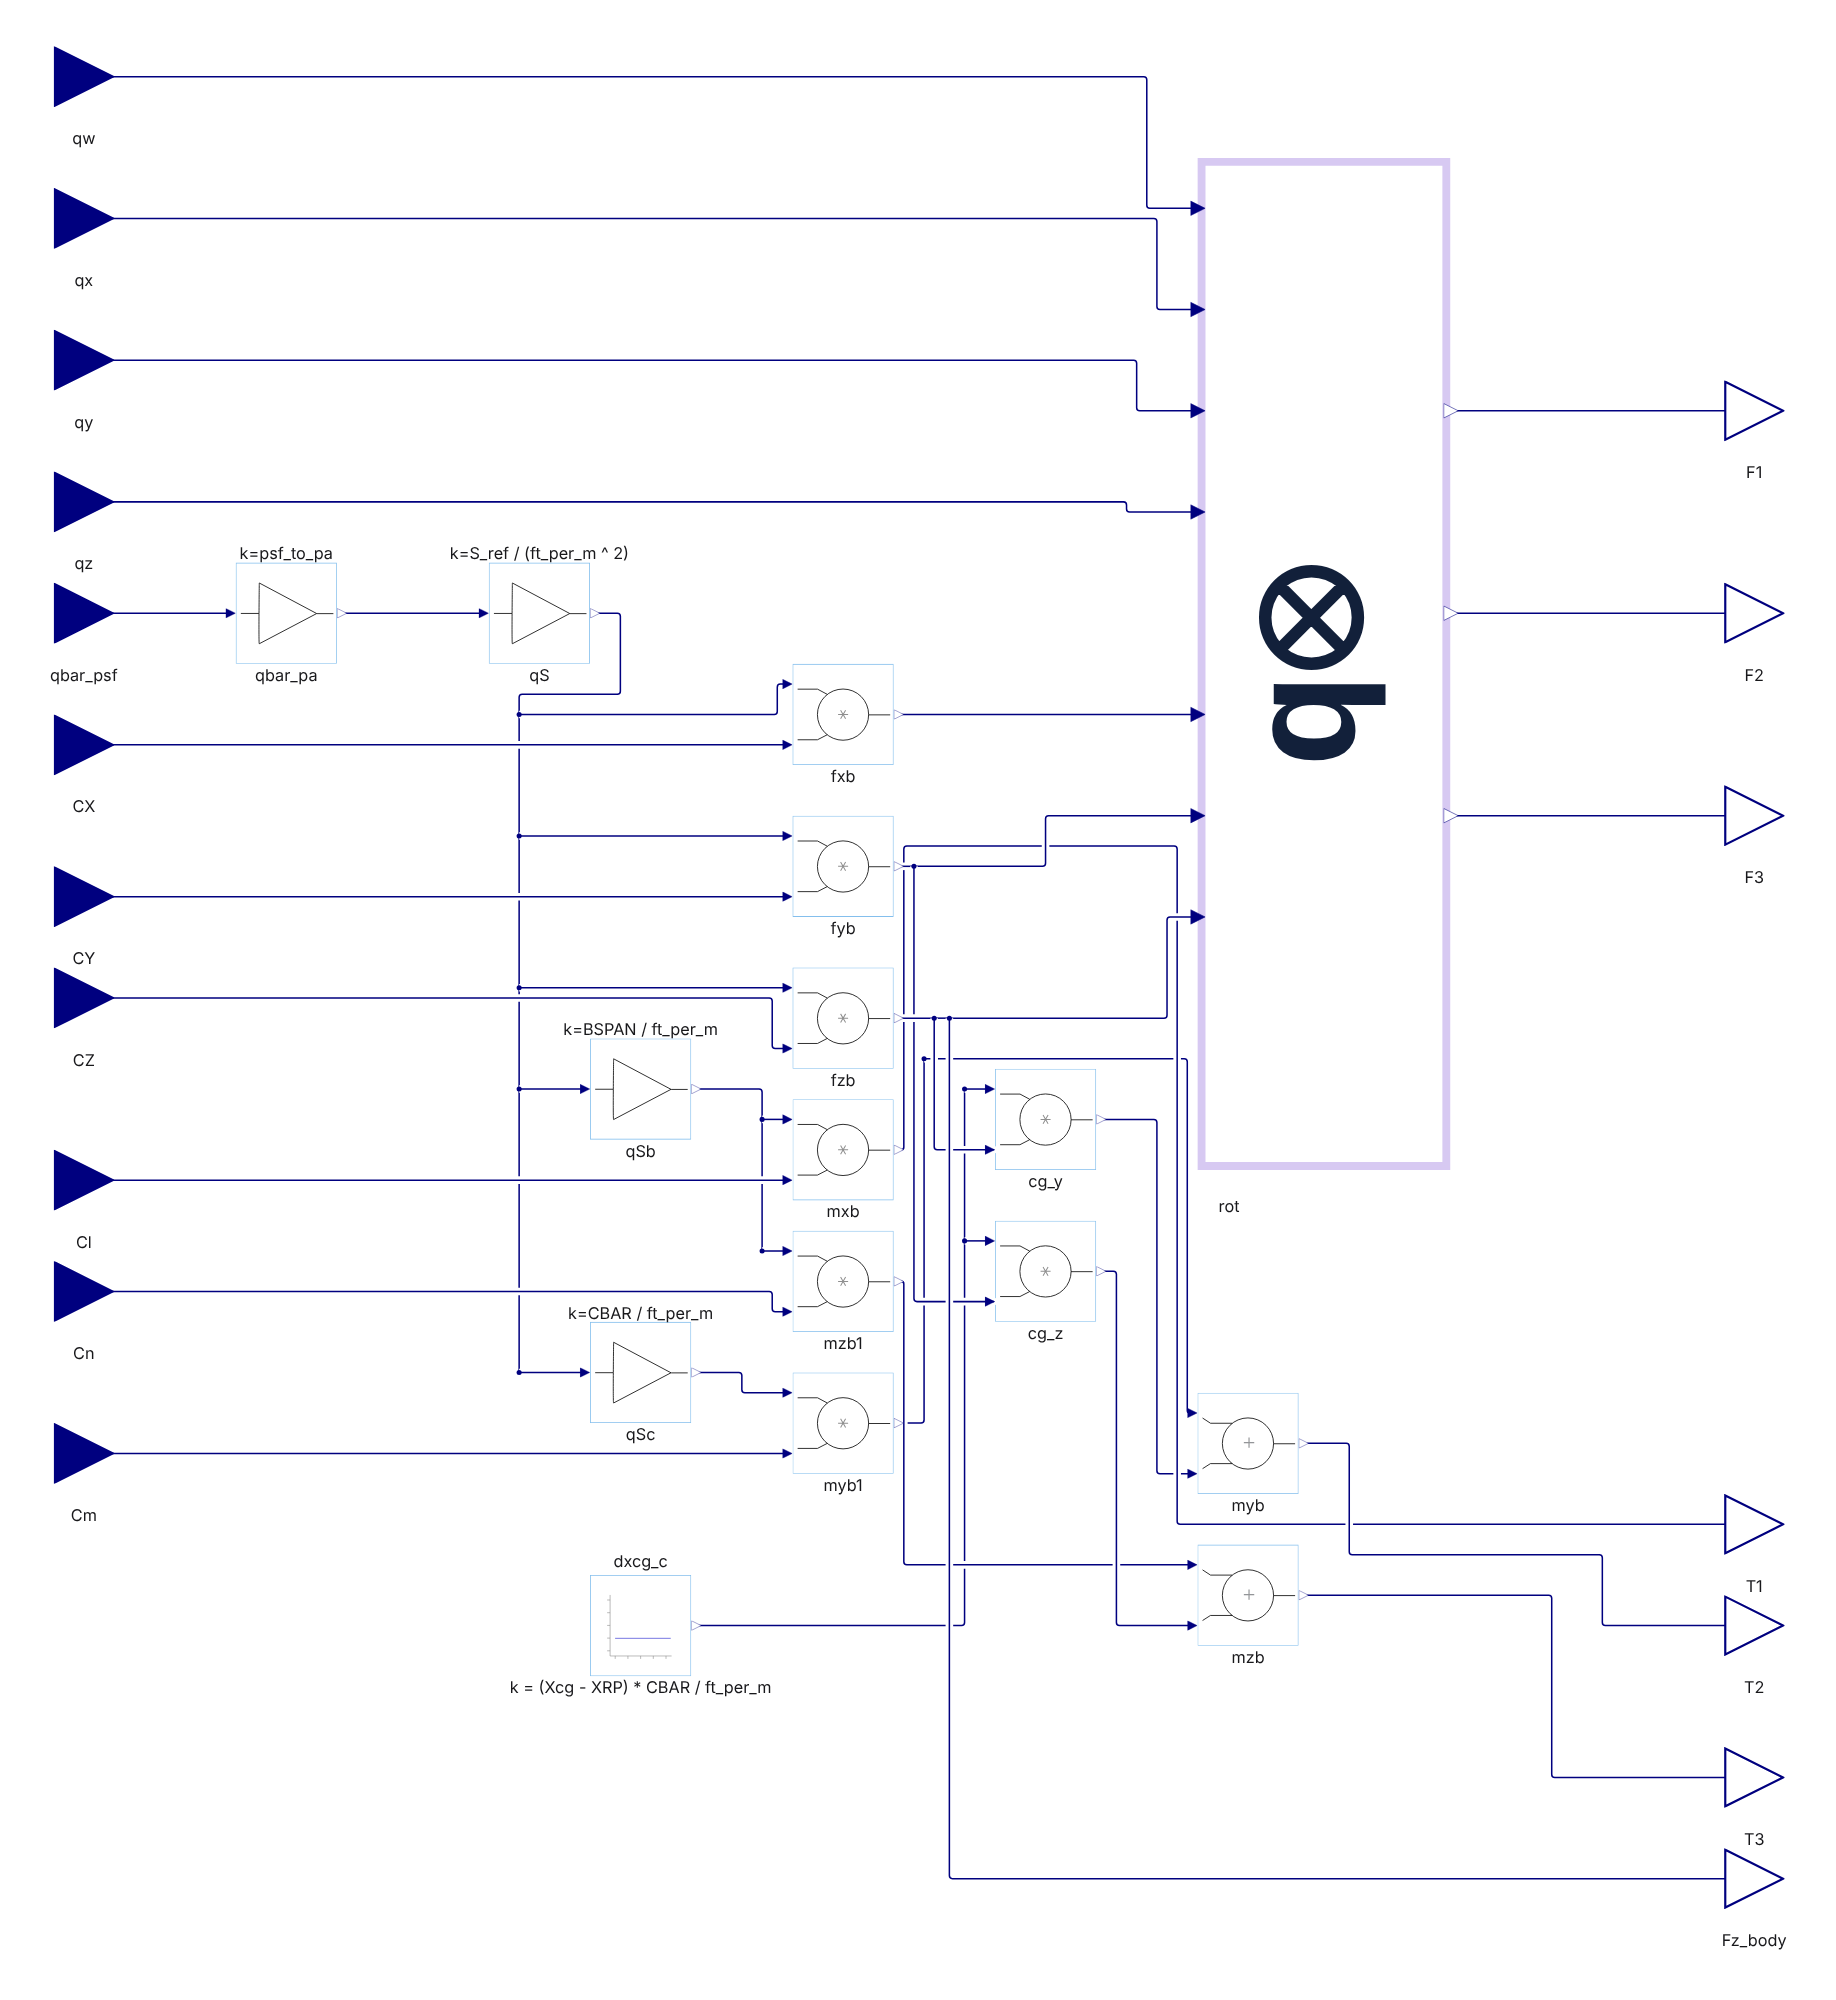 qw
qx
qy
qz
k=psf_to_pa
k=S_ref / (ft_per_m ^ 2)
qbar_psf
qbar_pa
qS
q⊗
F1
F2
F3
CX
*
fxb
CY
*
fyb
CZ
*
fzb
k=BSPAN / ft_per_m
qSb
*
cg_y
rot
Cl
*
mxb
*
cg_z
Cn
*
mzb1
k=CBAR / ft_per_m
qSc
Cm
*
myb1
+
myb
T1
dxcg_c
k = (Xcg - XRP) * CBAR / ft_per_m
+
mzb
T2
T3
Fz_body